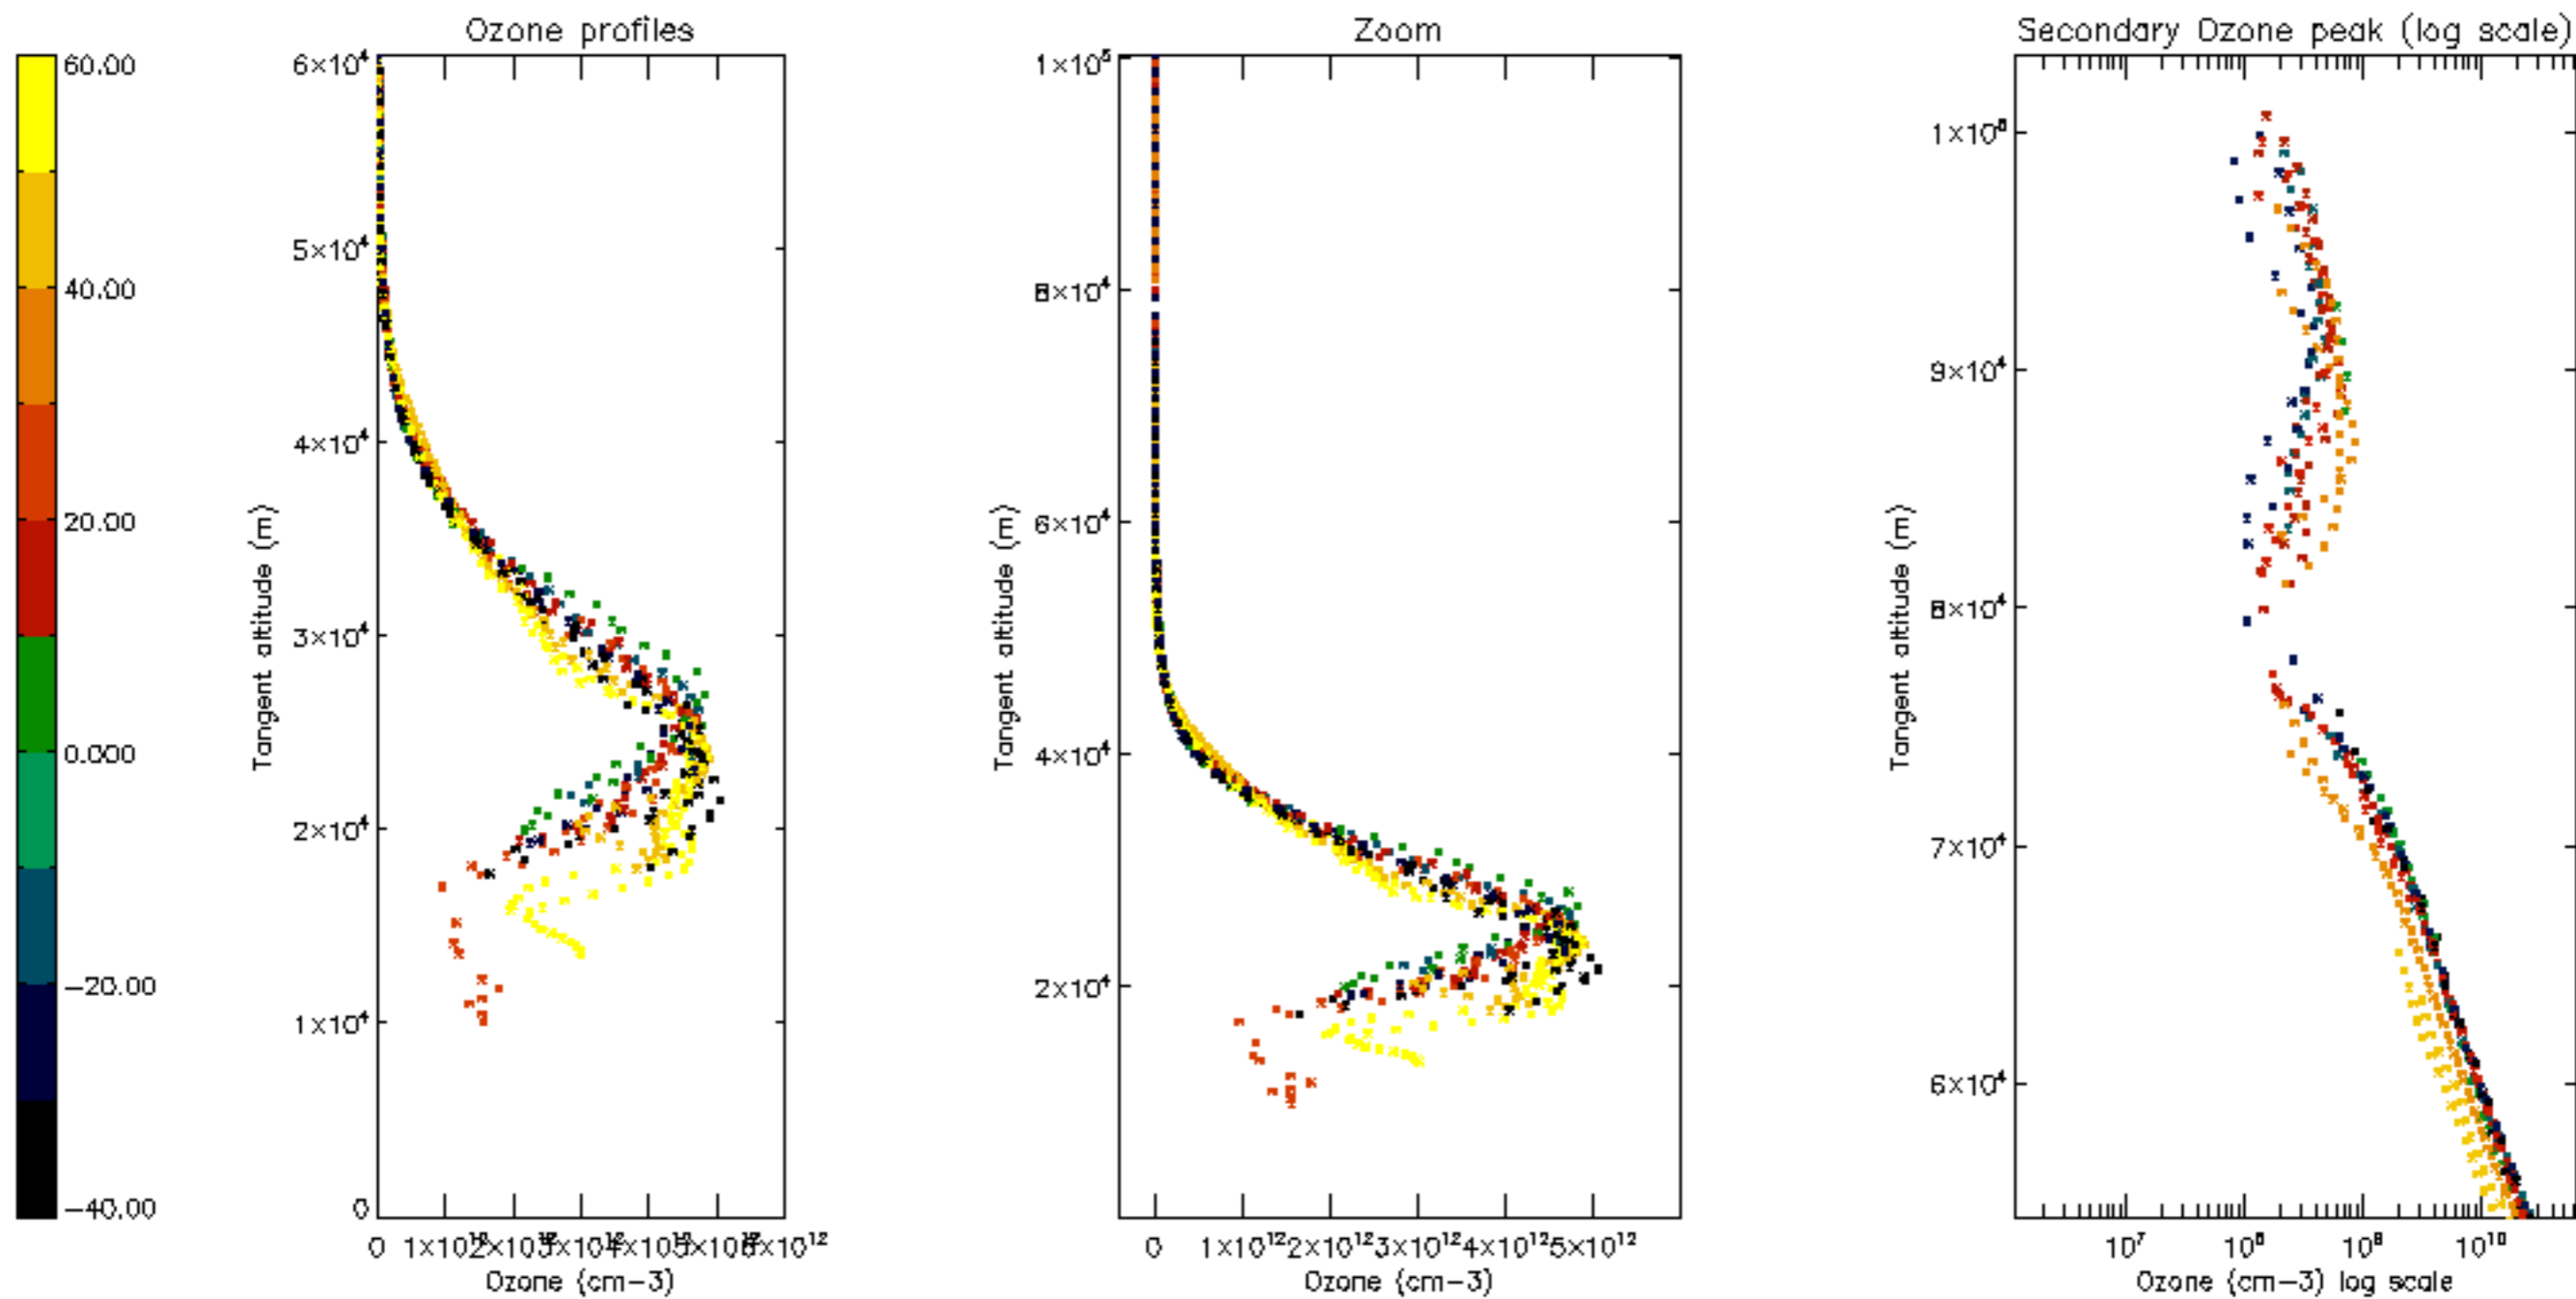 Ozone profiles
Zoom
Secondary Ozone peak (log scale)
60.00
40.00
20.00
0.000
−20.00
−40.00
6×10⁴
5×10⁴
4×10⁴
3×10⁴
2×10⁴
1×10⁴
0
Tangent altitude (m)
0
Ozone (cm−3)
1×10⁵
8×10⁴
6×10⁴
4×10⁴
2×10⁴
Tangent altitude (m)
0 1×10¹² 2×10¹² 3×10¹² 4×10¹² 5×10¹²
Ozone (cm−3)
9×10⁴
8×10⁴
7×10⁴
6×10⁴
Tangent altitude (m)
10⁷ 10⁸ 10⁹ 10¹⁰
Ozone (cm−3) log scale